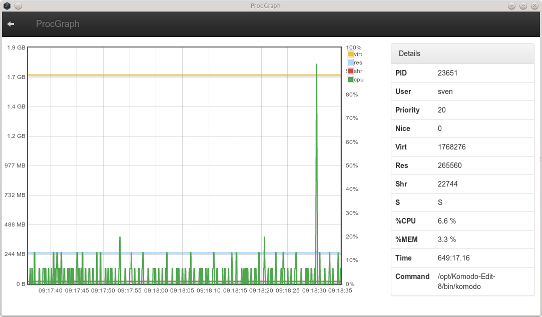 ProcGraph
ProcGraph
1,9 GB
1,7 GB
1,4 GB
1,2 GB
977 MB
732 MB
488 MB
244 MB
0 B
100%
90%
80%
70%
60%
50%
40%
30%
20%
10%
0%
virt
res
shr
cpu
09:17:40 09:17:45 09:17:50 09:17:55 09:18:00 09:18:05 09:18:10 09:18:15 09:18:20 09:18:25 09:18:30 09:18:35
Details
PID 23651
User sven
Priority 20
Nice 0
Virt 1768276
Res 265560
Shr 22744
S S
%CPU 6.6 %
%MEM 3.3 %
Time 649:17.16
Command /opt/Komodo-Edit-
8/bin/komodo